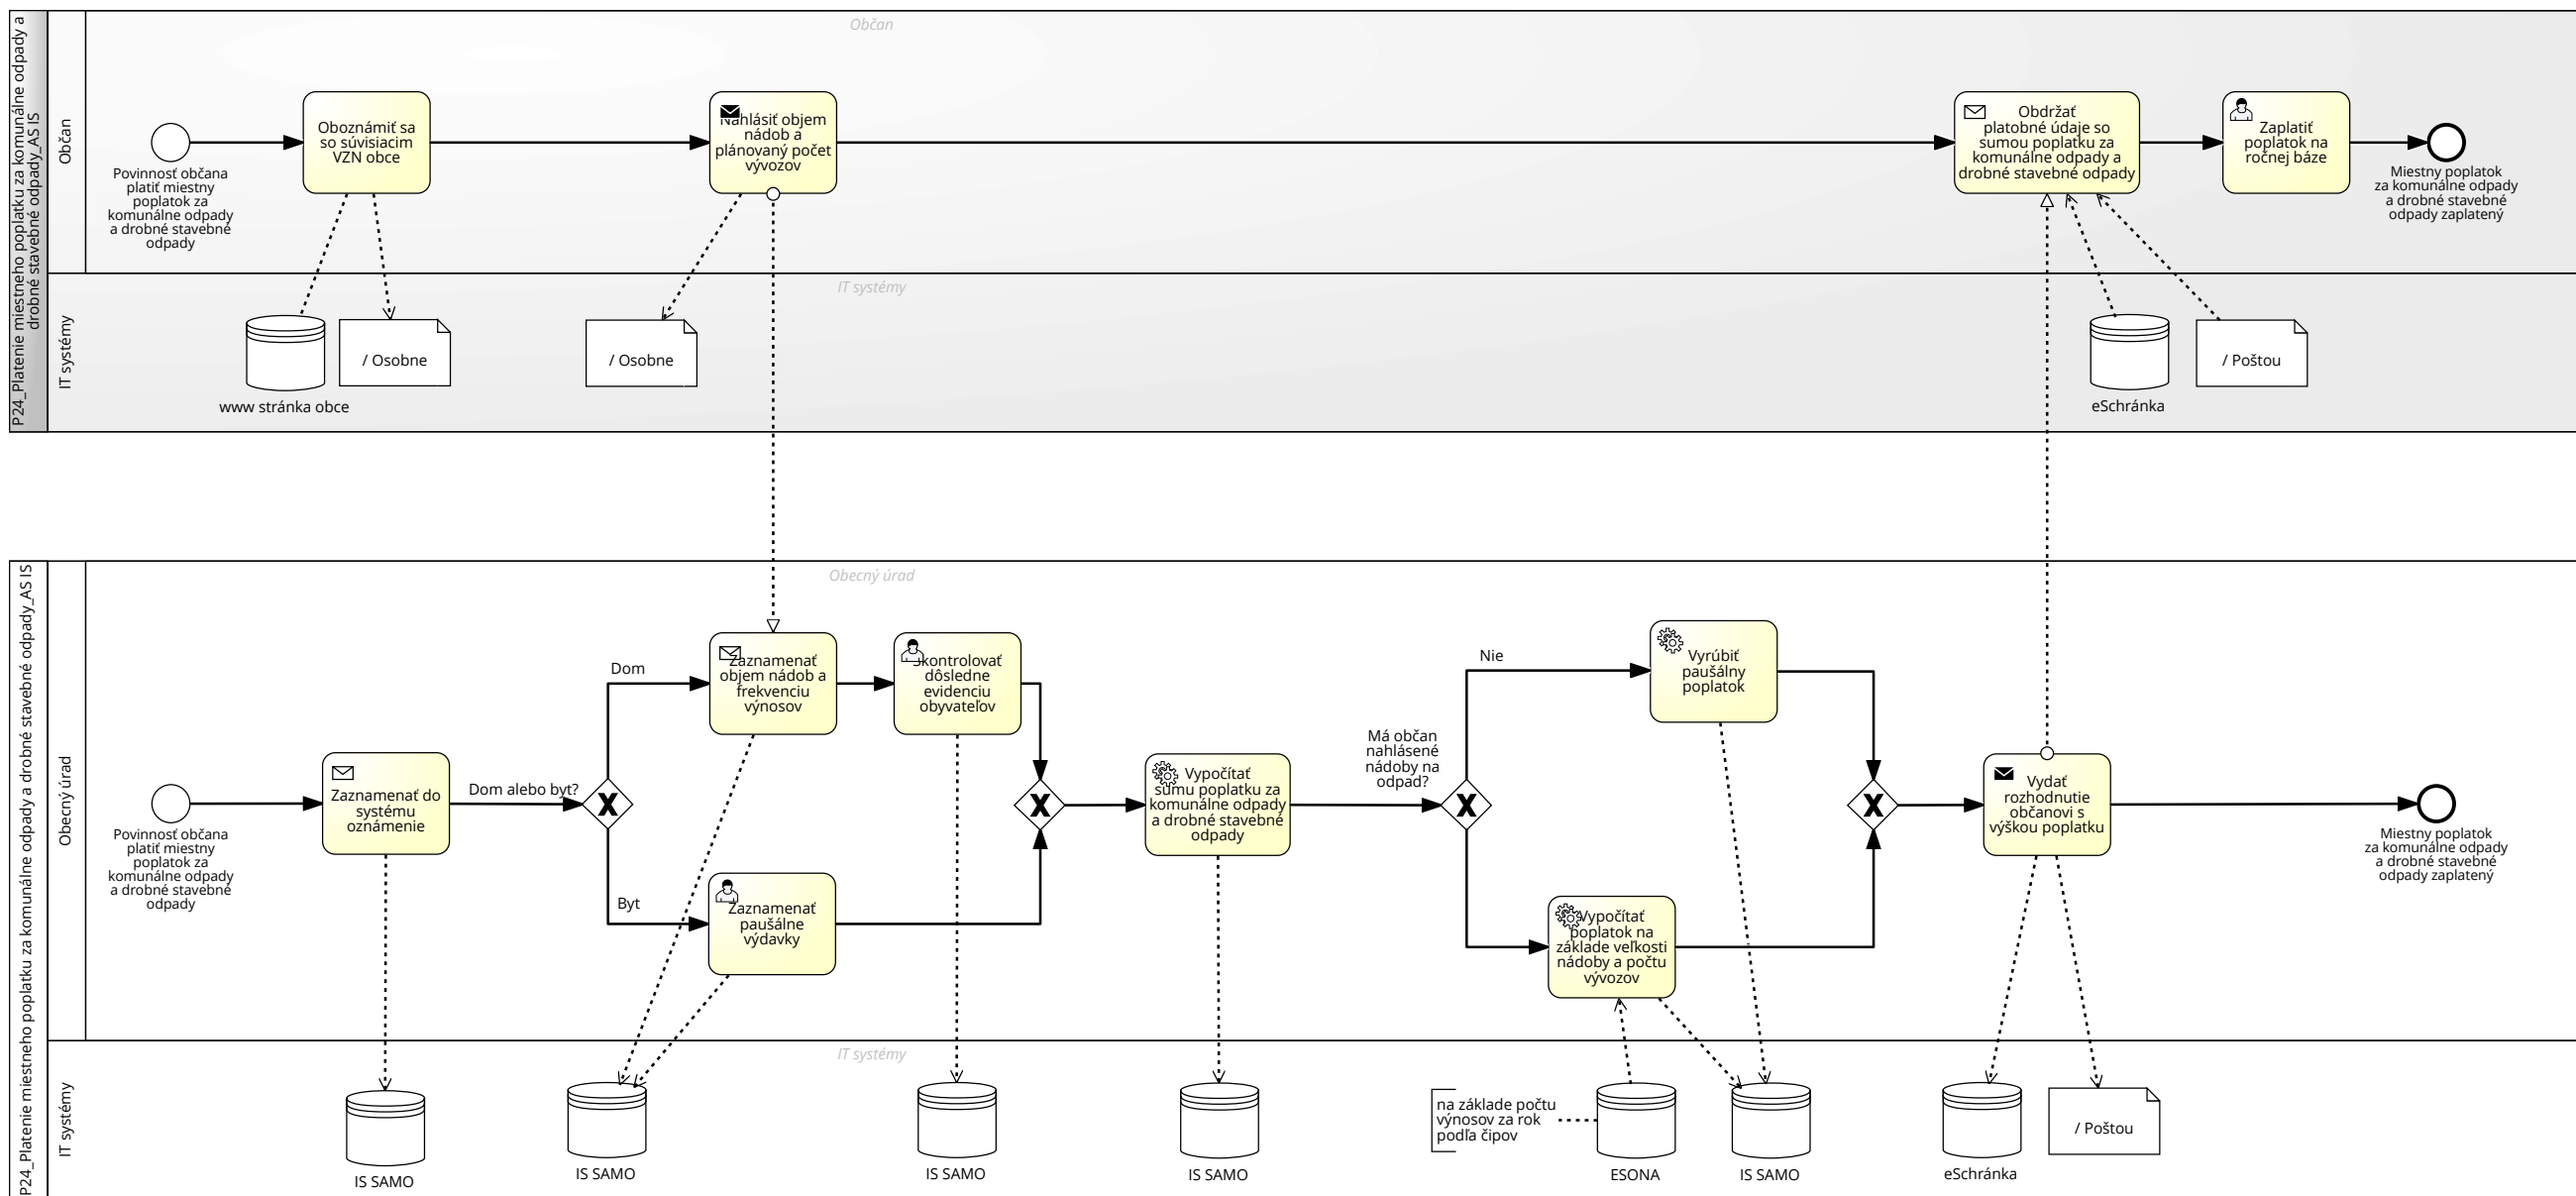 P24_Platenie miestneho poplatku za komunálne odpady a
drobné stavebné odpady_AS IS
Občan
Občan
Povinnosť občana
platiť miestny
poplatok za
komunálne odpady
a drobné stavebné
odpady
Oboznámiť sa
so súvisiacim
VZN obce
Nahlásiť objem
nádob a
plánovaný počet
vývozov
Obdržať
platobné údaje so
sumou poplatku za
komunálne odpady a
drobné stavebné odpady
Zaplatiť
poplatok na
ročnej báze
Miestny poplatok
za komunálne odpady
a drobné stavebné
odpady zaplatený
IT systémy
IT systémy
www stránka obce
/ Osobne
/ Osobne
eSchránka
/ Poštou
P24_Platenie miestneho poplatku za komunálne odpady a drobné stavebné odpady_AS IS
Obecný úrad
Obecný úrad
Povinnosť občana
platiť miestny
poplatok za
komunálne odpady
a drobné stavebné
odpady
Zaznamenať do
systému
oznámenie
Dom alebo byt?
Dom
Zaznamenať
objem nádob a
frekvenciu
výnosov
Skontrolovať
dôsledne
evidenciu
obyvateľov
Byt
Zaznamenať
paušálne
výdavky
Vypočítať
sumu poplatku za
komunálne odpady
a drobné stavebné
odpady
Má občan
nahlásené
nádoby na
odpad?
Nie
Vyrúbiť
paušálny
poplatok
Vypočítať
poplatok na
základe veľkosti
nádoby a počtu
vývozov
Vydať
rozhodnutie
občanovi s
výškou poplatku
Miestny poplatok
za komunálne odpady
a drobné stavebné
odpady zaplatený
IT systémy
IT systémy
IS SAMO
IS SAMO
IS SAMO
IS SAMO
na základe počtu
výnosov za rok
podľa čipov
ESONA
IS SAMO
eSchránka
/ Poštou